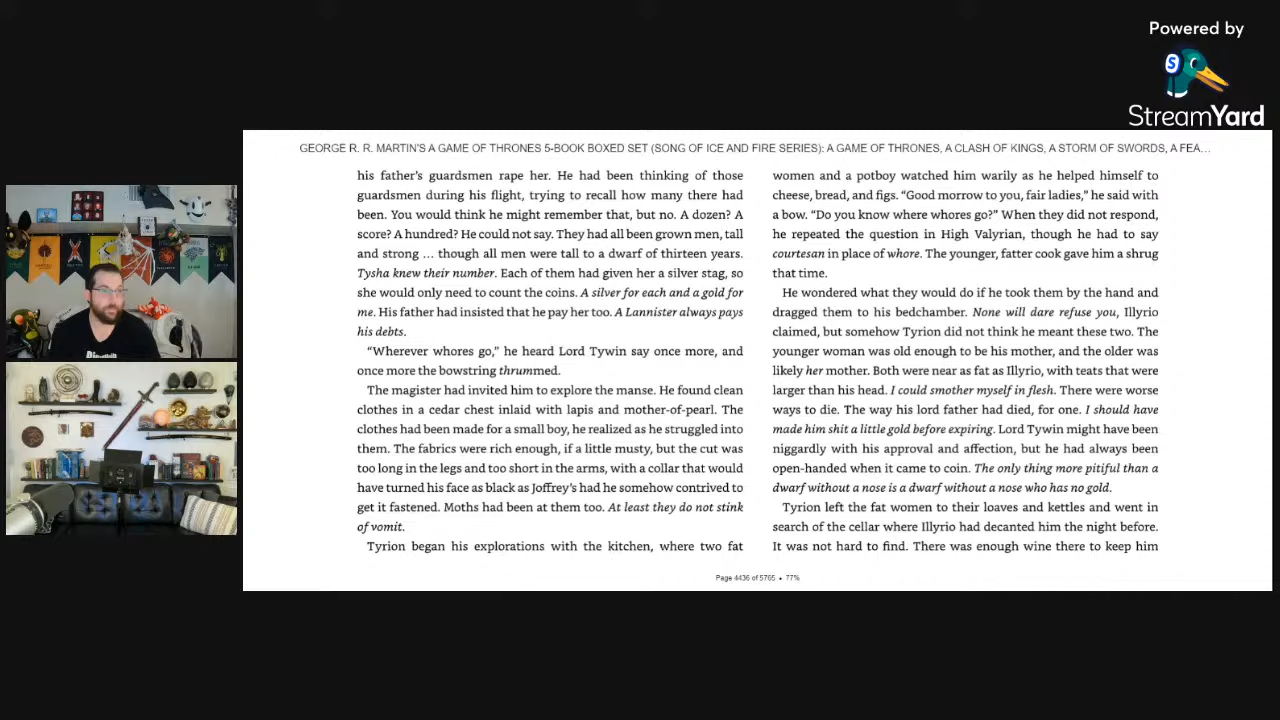 Powered by
S
StreamYard
GEORGE R. R. MARTIN'S A GAME OF THRONES 5-BOOK BOXED SET (SONG OF ICE AND FIRE SERIES): A GAME OF THRONES, A CLASH OF KINGS, A STORM OF SWORDS, A FEA...
his father's guardsmen rape her. He had been thinking of those
guardsmen during his flight, trying to recall how many there had
been. You would think he might remember that, but no. A dozen? A
score? A hundred? He could not say. They had all been grown men, tall
and strong … though all men were tall to a dwarf of thirteen years.
Tysha knew their number. Each of them had given her a silver stag, so
she would only need to count the coins. A silver for each and a gold for
me. His father had insisted that he pay her too. A Lannister always pays
his debts.
“Wherever whores go,” he heard Lord Tywin say once more, and
once more the bowstring thrummed.
The magister had invited him to explore the manse. He found clean
clothes in a cedar chest inlaid with lapis and mother-of-pearl. The
clothes had been made for a small boy, he realized as he struggled into
them. The fabrics were rich enough, if a little musty, but the cut was
too long in the legs and too short in the arms, with a collar that would
have turned his face as black as Joffrey's had he somehow contrived to
get it fastened. Moths had been at them too. At least they do not stink
of vomit.
Tyrion began his explorations with the kitchen, where two fat
women and a potboy watched him warily as he helped himself to
cheese, bread, and figs. “Good morrow to you, fair ladies,” he said with
a bow. “Do you know where whores go?” When they did not respond,
he repeated the question in High Valyrian, though he had to say
courtesan in place of whore. The younger, fatter cook gave him a shrug
that time.
He wondered what they would do if he took them by the hand and
dragged them to his bedchamber. None will dare refuse you, Illyrio
claimed, but somehow Tyrion did not think he meant these two. The
younger woman was old enough to be his mother, and the older was
likely her mother. Both were near as fat as Illyrio, with teats that were
larger than his head. I could smother myself in flesh. There were worse
ways to die. The way his lord father had died, for one. I should have
made him shit a little gold before expiring. Lord Tywin might have been
niggardly with his approval and affection, but he had always been
open-handed when it came to coin. The only thing more pitiful than a
dwarf without a nose is a dwarf without a nose who has no gold.
Tyrion left the fat women to their loaves and kettles and went in
search of the cellar where Illyrio had decanted him the night before.
It was not hard to find. There was enough wine there to keep him
Page 4436 of 5765 • 77%